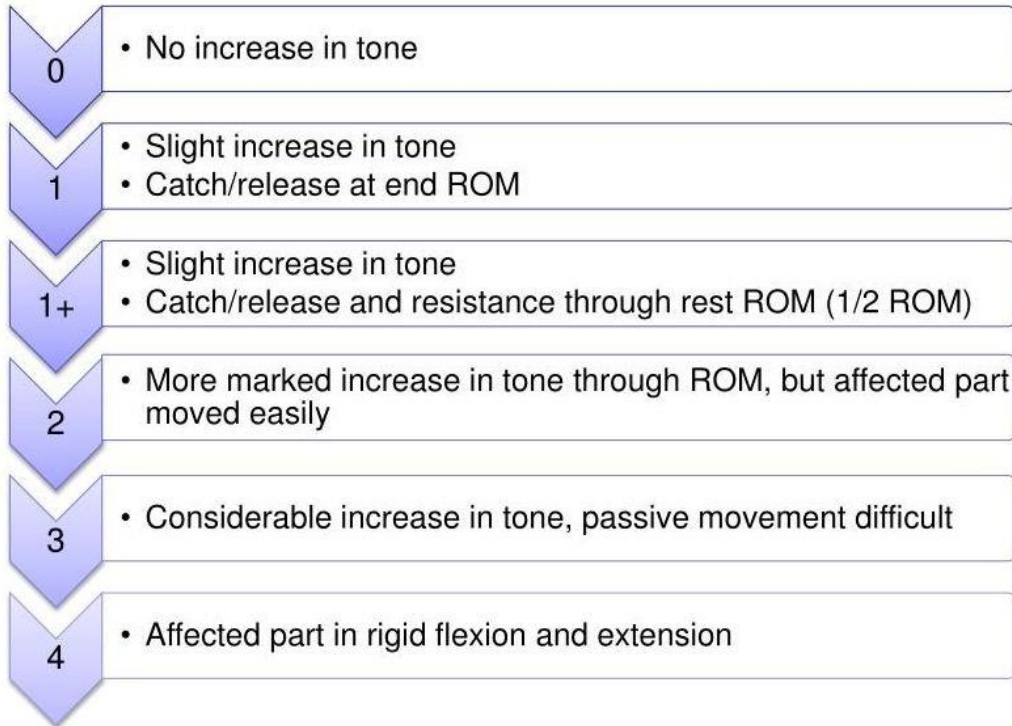 0
• No increase in tone
1
• Slight increase in tone
• Catch/release at end ROM
1+
• Slight increase in tone
• Catch/release and resistance through rest ROM (1/2 ROM)
2
• More marked increase in tone through ROM, but affected part
moved easily
3
• Considerable increase in tone, passive movement difficult
4
• Affected part in rigid flexion and extension